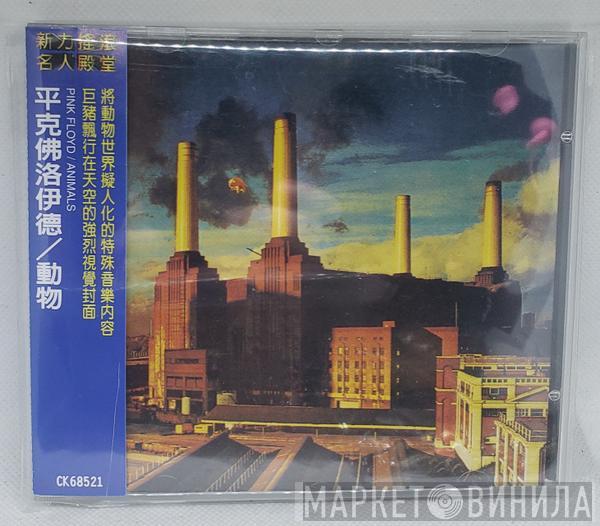 新力搖滾
名人殿堂
將動物世界擬人化的特殊音樂內容
巨豬飄行在天空的強烈視覺封面
PINK FLOYD / ANIMALS
平克佛洛伊德/動物
CK68521
МАРКЕТ ВИНИЛА